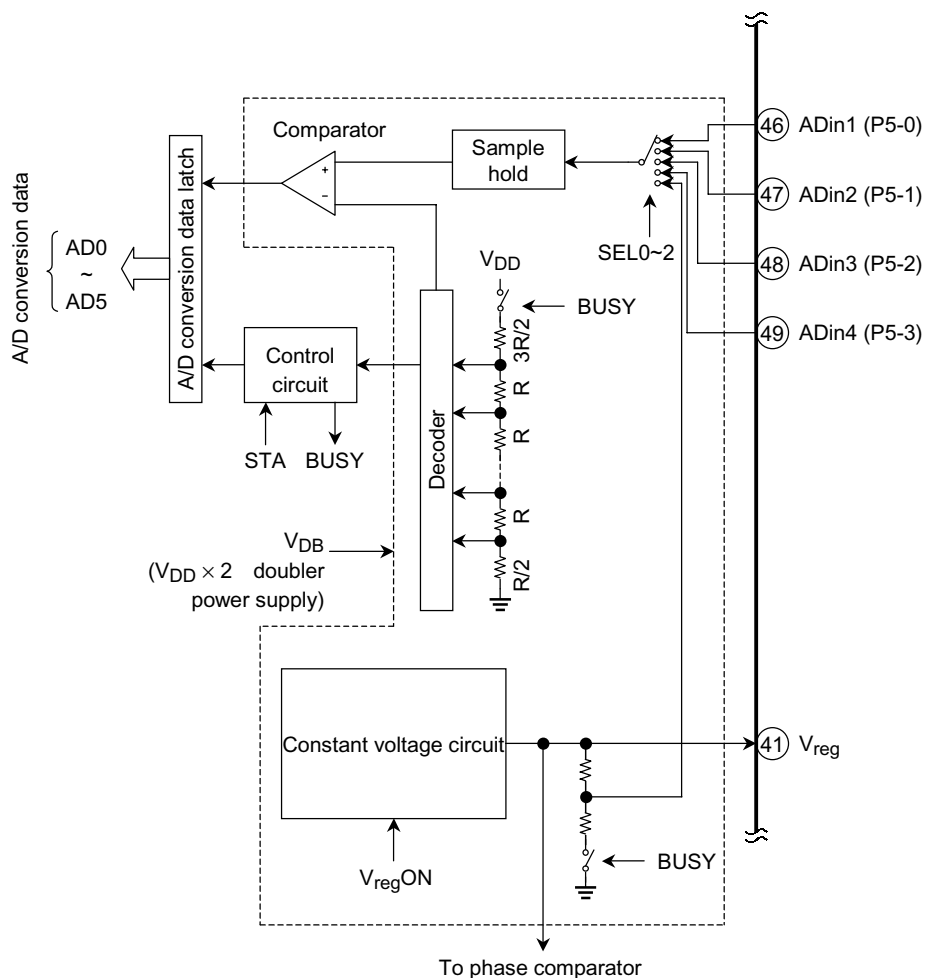 46 ADin1 (P5-0)
Comparator
Sample
hold
A/D conversion data
AD0
~
AD5
A/D conversion data latch
+
−
47 ADin2 (P5-1)
SEL0~2
48 ADin3 (P5-2)
VDD
BUSY
49 ADin4 (P5-3)
3R/2
Control
circuit
R
R
STA BUSY
Decoder
R
VDB
(VDD × 2 doubler
power supply)
R/2
Constant voltage circuit
41 Vreg
VregON
BUSY
To phase comparator